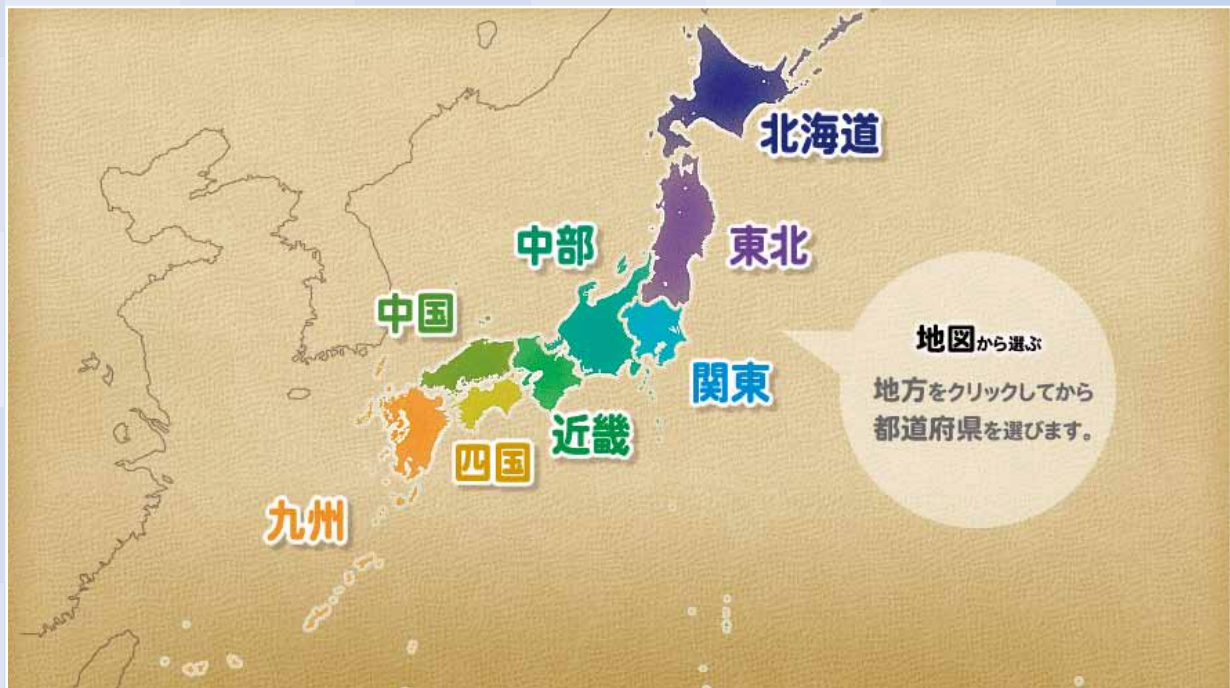 北海道
東北
中部
中国
関東
近畿
四国
九州
地図から選ぶ
地方をクリックしてから
都道府県を選びます。